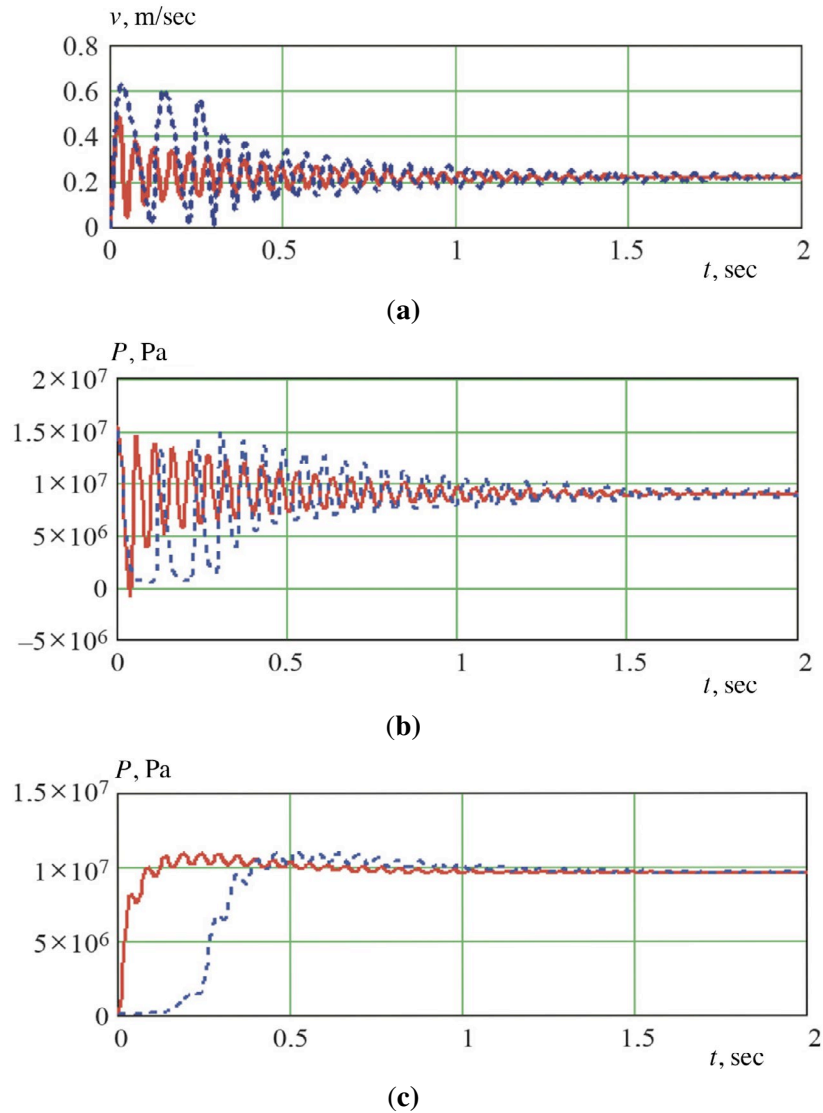 v, m/sec
0.8
0.6
0.4
0.2
0
0 0.5 1 1.5 2
t, sec
(a)
P, Pa
2×10⁷
1.5×10⁷
1×10⁷
5×10⁶
0
–5×10⁶
0 0.5 1 1.5 2
t, sec
(b)
P, Pa
1.5×10⁷
1×10⁷
5×10⁶
0
0 0.5 1 1.5 2
t, sec
(c)